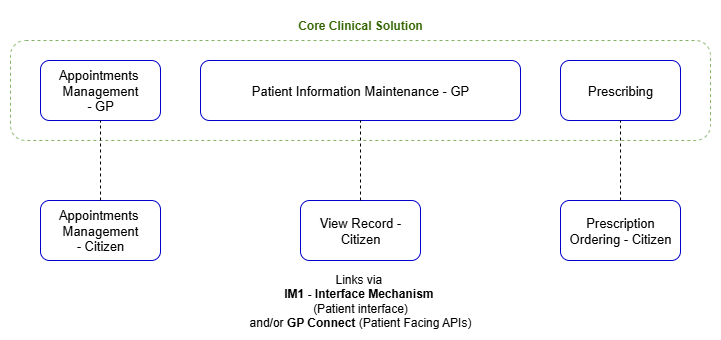 Core Clinical Solution
Appointments
Management
- GP
Patient Information Maintenance - GP
Prescribing
Appointments
Management
- Citizen
View Record -
Citizen
Prescription
Ordering - Citizen
Links via
IM1 - Interface Mechanism
(Patient interface)
and/or GP Connect (Patient Facing APIs)